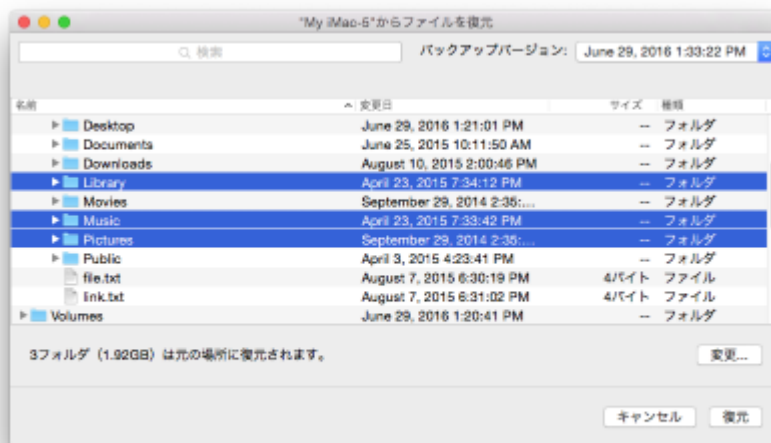 "My iMac-5"からファイルを復元
検索 バックアップバージョン: June 29, 2016 1:33:22 PM
名前 変更日 サイズ 種類
Desktop June 29, 2016 1:21:01 PM -- フォルダ
Documents June 25, 2015 10:11:50 AM -- フォルダ
Downloads August 10, 2015 2:00:46 PM -- フォルダ
Library April 23, 2015 7:34:12 PM -- フォルダ
Movies September 29, 2014 2:35:... -- フォルダ
Music April 23, 2015 7:33:42 PM -- フォルダ
Pictures September 29, 2014 2:35:... -- フォルダ
Public April 3, 2015 4:23:41 PM -- フォルダ
file.txt August 7, 2015 6:30:19 PM 4バイト ファイル
link.txt August 7, 2015 6:31:02 PM 4バイト ファイル
Volumes June 29, 2016 1:20:41 PM -- フォルダ
3フォルダ（1.92GB）は元の場所に復元されます。 変更...
キャンセル 復元